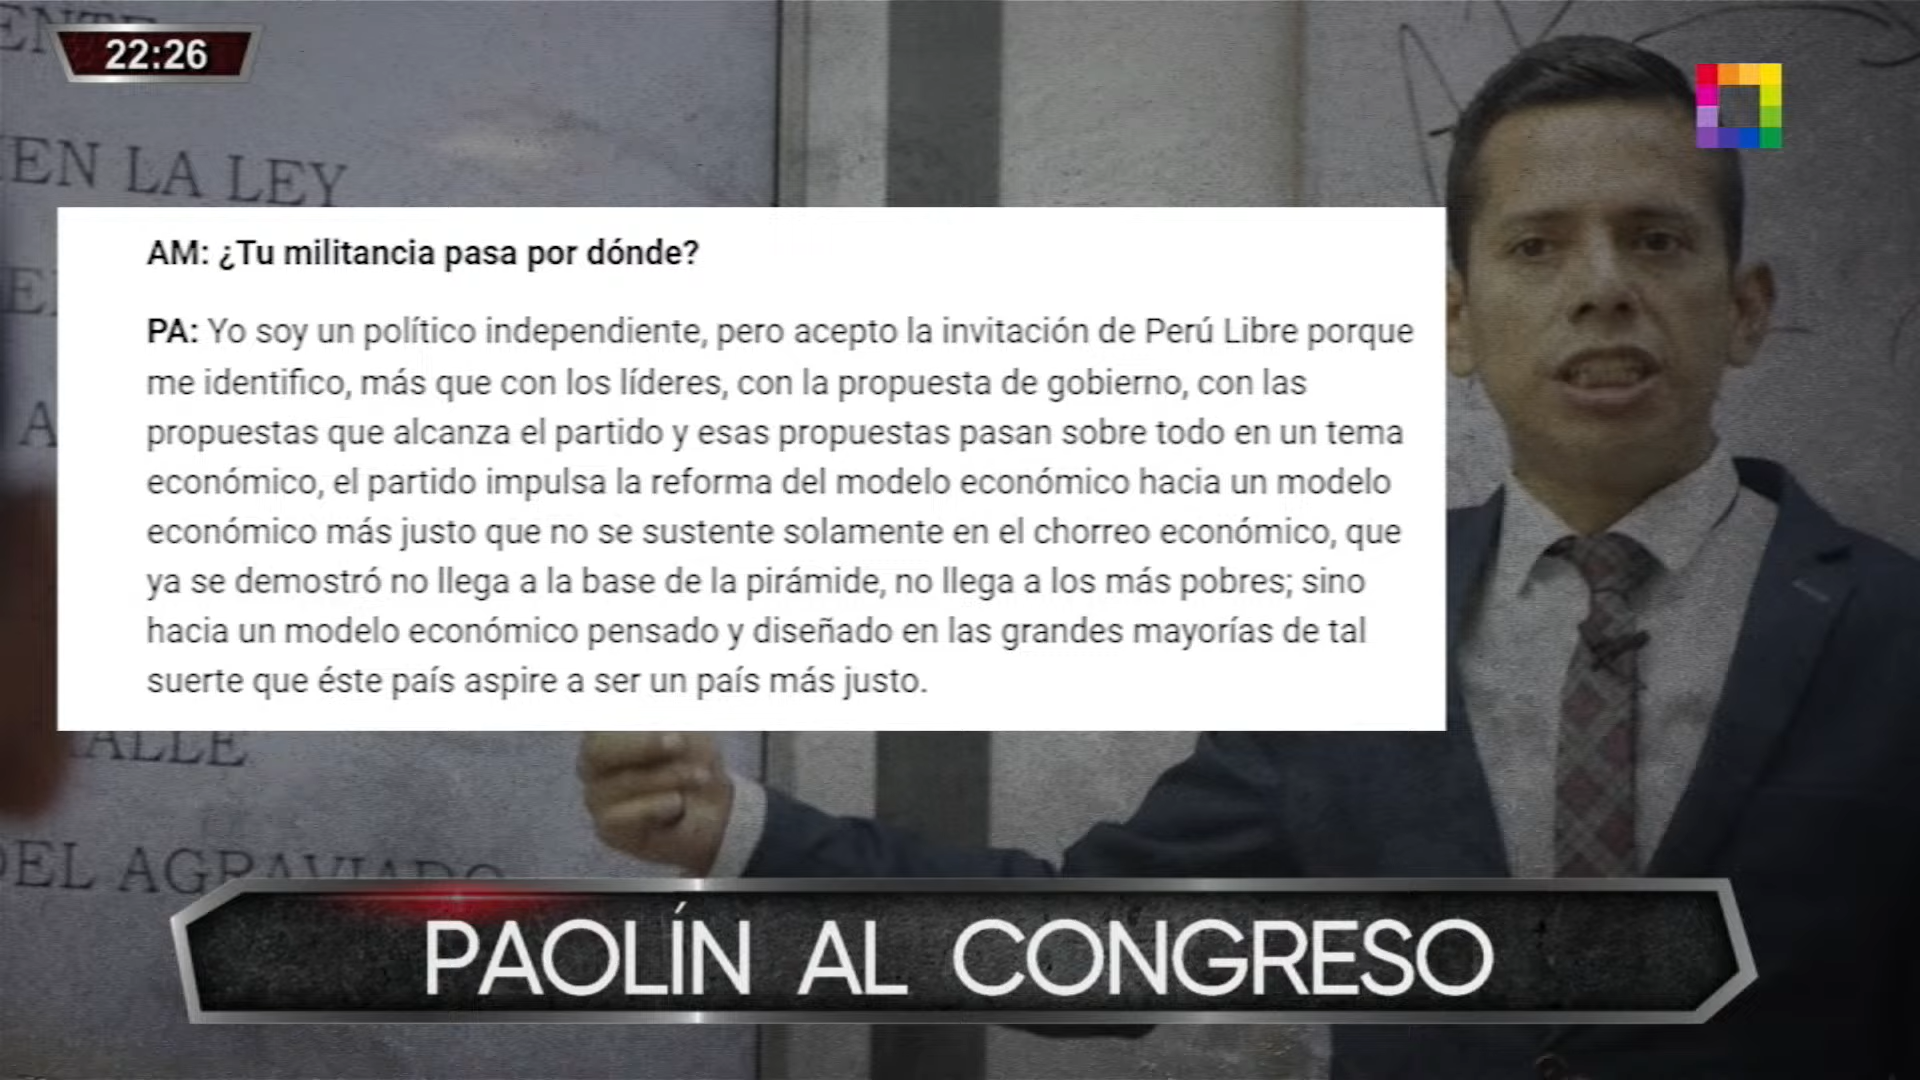 22:26
EN LA LEY
AM: ¿Tu militancia pasa por dónde?
PA: Yo soy un político independiente, pero acepto la invitación de Perú Libre porque
me identifico, más que con los líderes, con la propuesta de gobierno, con las
propuestas que alcanza el partido y esas propuestas pasan sobre todo en un tema
económico, el partido impulsa la reforma del modelo económico hacia un modelo
económico más justo que no se sustente solamente en el chorreo económico, que
ya se demostró no llega a la base de la pirámide, no llega a los más pobres; sino
hacia un modelo económico pensado y diseñado en las grandes mayorías de tal
suerte que éste país aspire a ser un país más justo.
ALLE
DEL AGRAVIADO
PAOLÍN AL CONGRESO